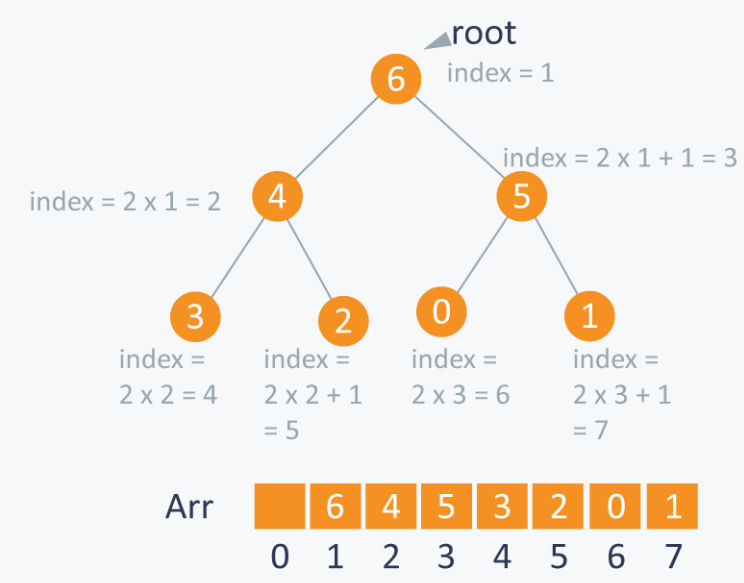 root
6
index = 1
index = 2 x 1 + 1 = 3
index = 2 x 1 = 2
4
5
3
2
0
1
index =
2 x 2 = 4
index =
2 x 2 + 1
= 5
index =
2 x 3 = 6
index =
2 x 3 + 1
= 7
Arr 6 4 5 3 2 0 1
0 1 2 3 4 5 6 7